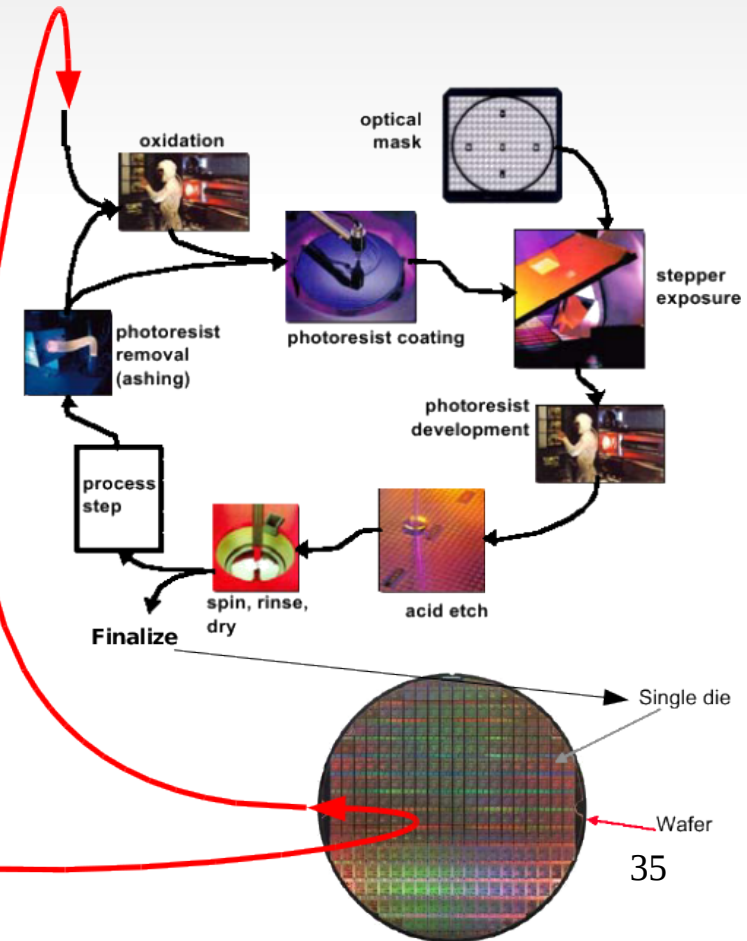 oxidation
optical
mask
stepper
exposure
photoresist coating
photoresist
removal
(ashing)
photoresist
development
process
step
spin, rinse,
dry
acid etch
Finalize
Single die
Wafer
35